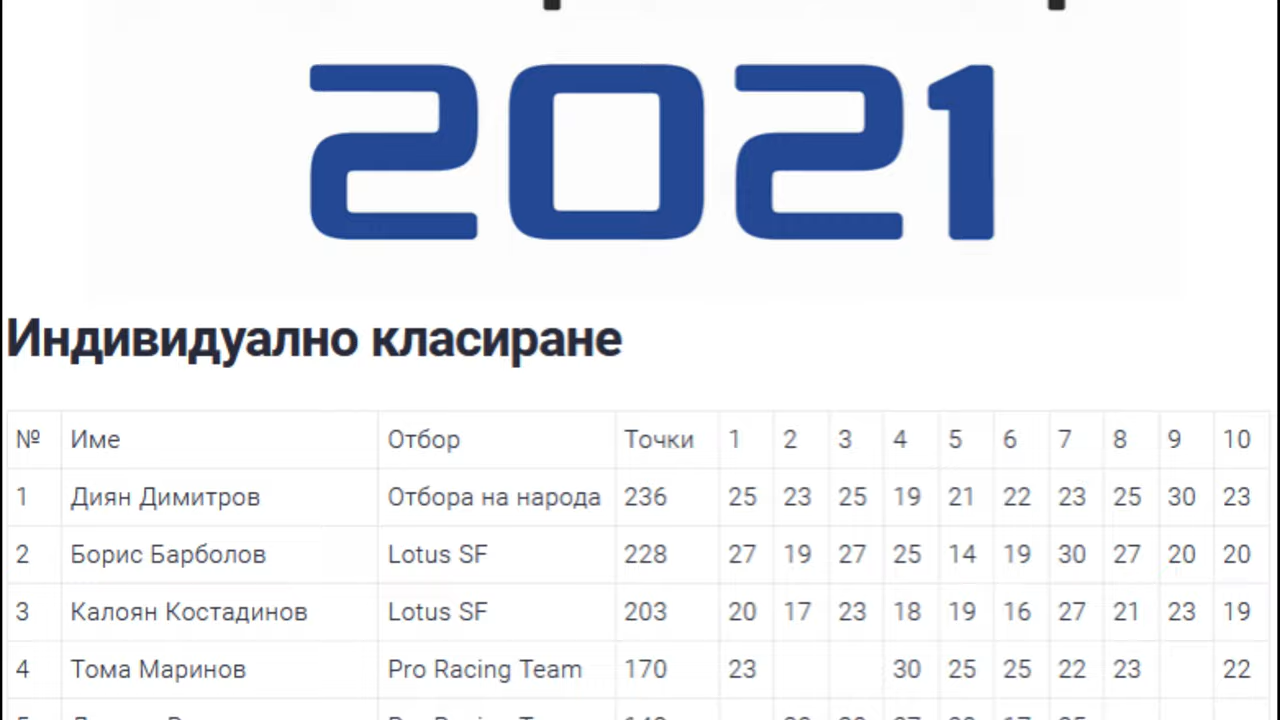 2021
Индивидуално класиране
№ Име Отбор Точки 1 2 3 4 5 6 7 8 9 10
1 Диян Димитров Отбора на народа 236 25 23 25 19 21 22 23 25 30 23
2 Борис Барболов Lotus SF 228 27 19 27 25 14 19 30 27 20 20
3 Калоян Костадинов Lotus SF 203 20 17 23 18 19 16 27 21 23 19
4 Тома Маринов Pro Racing Team 170 23 30 25 25 22 23 22